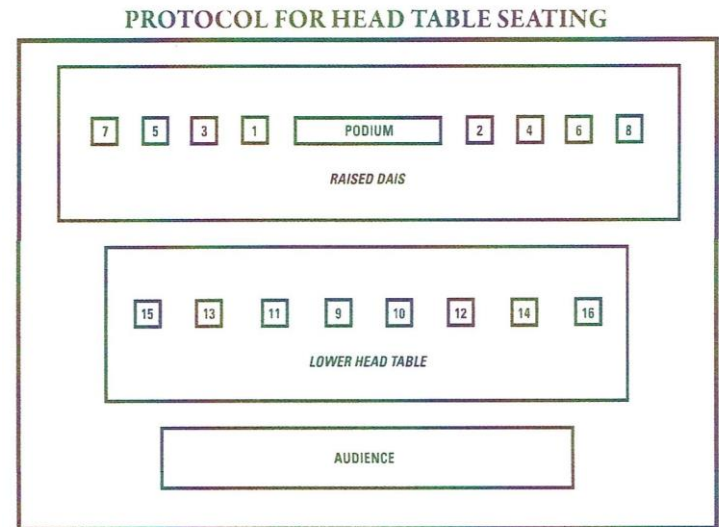 PROTOCOL FOR HEAD TABLE SEATING
7 5 3 1 PODIUM 2 4 6 8
RAISED DAIS
15 13 11 9 10 12 14 16
LOWER HEAD TABLE
AUDIENCE